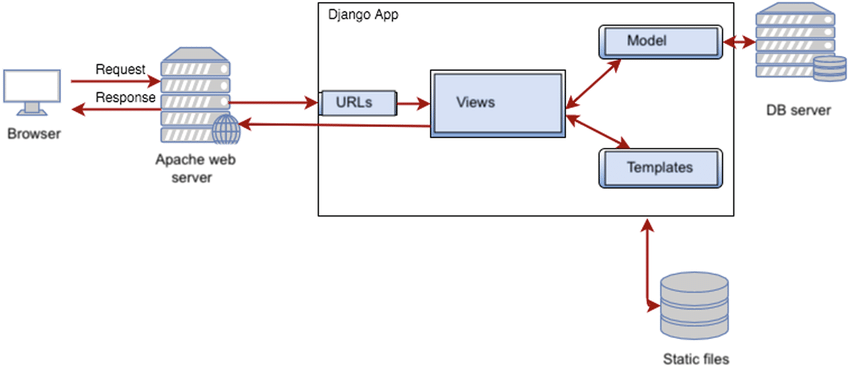 Django App
Request
Response
Browser
Apache web
server
URLs
Views
Model
Templates
DB server
Static files